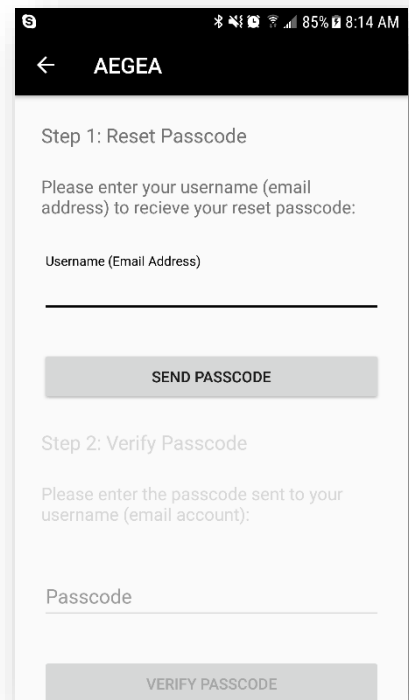 85% 8:14 AM
AEGEA
Step 1: Reset Passcode
Please enter your username (email
address) to recieve your reset passcode:
Username (Email Address)
SEND PASSCODE
Step 2: Verify Passcode
Please enter the passcode sent to your
username (email account):
Passcode
VERIFY PASSCODE